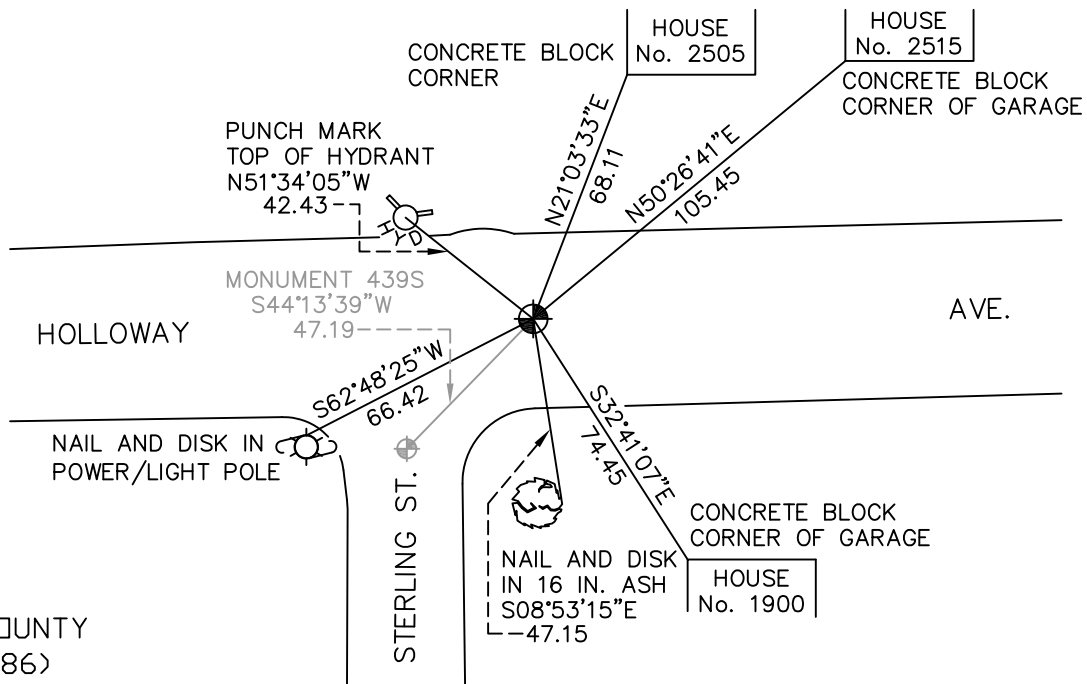 HOUSE
No. 2505
HOUSE
No. 2515
CONCRETE BLOCK
CORNER
CONCRETE BLOCK
CORNER OF GARAGE
PUNCH MARK
TOP OF HYDRANT
N51°34'05"W
42.43
HYD
N21°03'33"E
68.11
N50°26'41"E
105.45
MONUMENT 439S
S44°13'39"W
47.19
HOLLOWAY
AVE.
S62°48'25"W
66.42
NAIL AND DISK IN
POWER/LIGHT POLE
STERLING ST.
S32°41'07"E
74.45
CONCRETE BLOCK
CORNER OF GARAGE
NAIL AND DISK
IN 16 IN. ASH
S08°53'15"E
47.15
HOUSE
No. 1900
OUNTY
86)